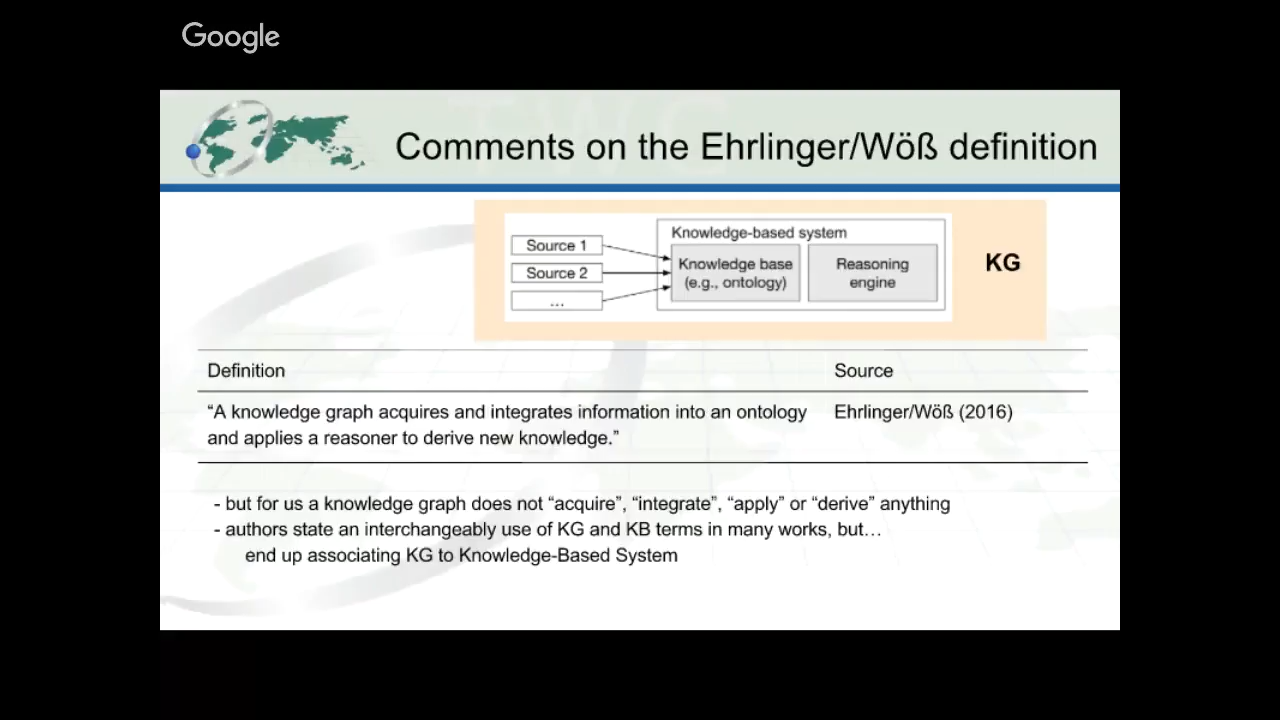 Google
Comments on the Ehrlinger/Wöß definition
Source 1
Source 2
...
Knowledge-based system
Knowledge base
(e.g., ontology)
Reasoning
engine
KG
Definition
Source
“A knowledge graph acquires and integrates information into an ontology
and applies a reasoner to derive new knowledge.”
Ehrlinger/Wöß (2016)
- but for us a knowledge graph does not “acquire”, “integrate”, “apply” or “derive” anything
- authors state an interchangeably use of KG and KB terms in many works, but…
end up associating KG to Knowledge-Based System